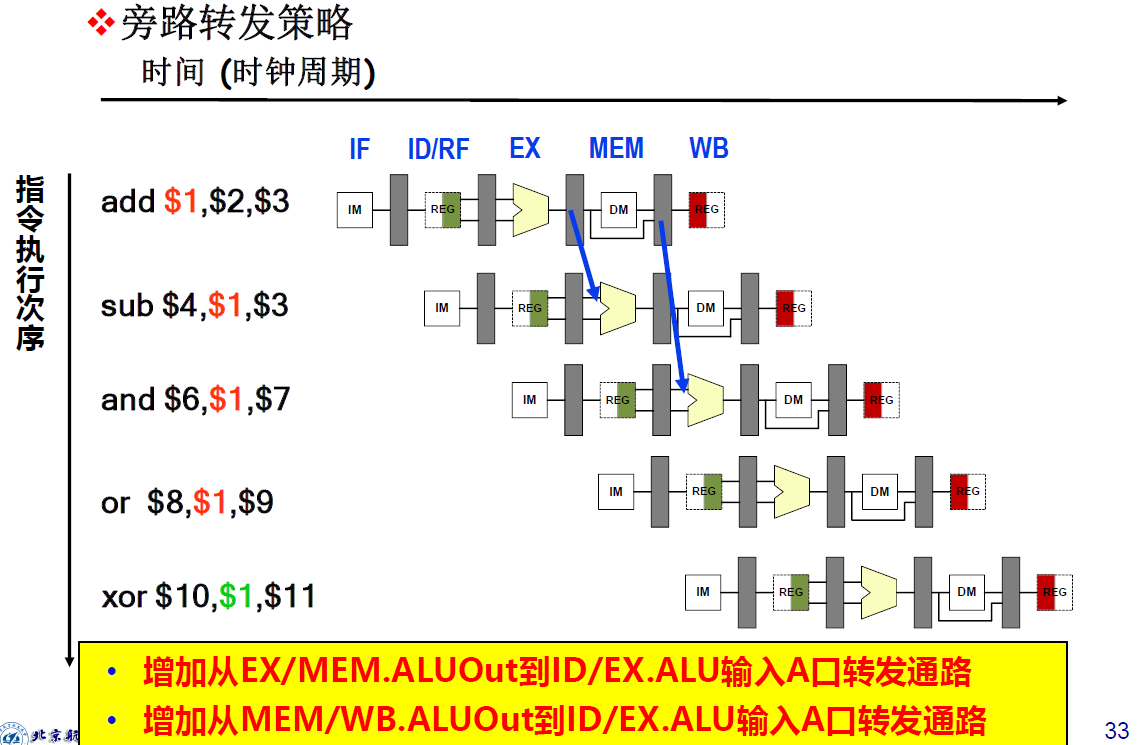 旁路转发策略
时间 (时钟周期)
IF ID/RF EX MEM WB
指令执行次序
add $1,$2,$3
IM REG DM REG
sub $4,$1,$3
IM REG DM REG
and $6,$1,$7
IM REG DM REG
or $8,$1,$9
IM REG DM REG
xor $10,$1,$11
IM REG DM REG
• 增加从EX/MEM.ALUOut到ID/EX.ALU输入A口转发通路
• 增加从MEM/WB.ALUOut到ID/EX.ALU输入A口转发通路
北京航
33